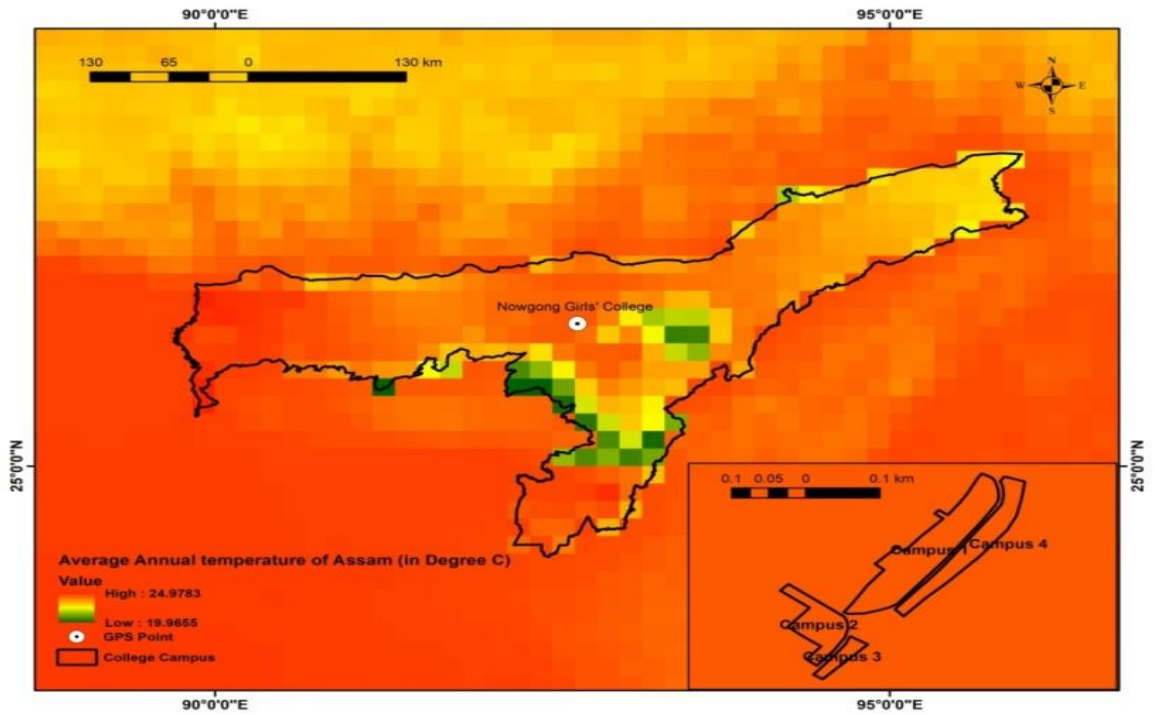 90°0'0"E 95°0'0"E
130 65 0 130 km
N
W E
S
Nowgong Girls' College
25°0'0"N 25°0'0"N
0.1 0.05 0 0.1 km
Campus 1 Campus 4
Campus 2
Campus 3
Average Annual temperature of Assam (in Degree C)
Value
High : 24.9783
Low : 19.9655
GPS Point
College Campus
90°0'0"E 95°0'0"E